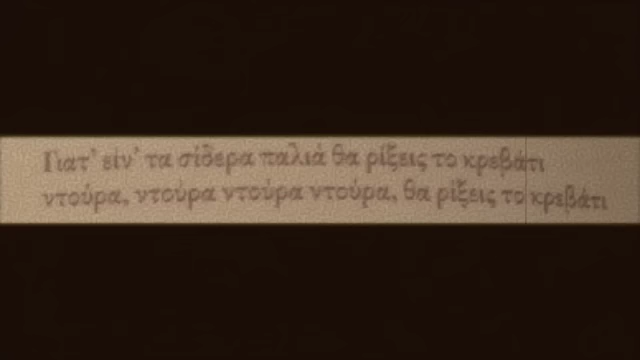 Γιατ' είν' τα σίδερα παλιά θα ρίξεις το κρεβάτι
ντούρα, ντούρα ντούρα ντούρα, θα ρίξεις το κρεβάτι